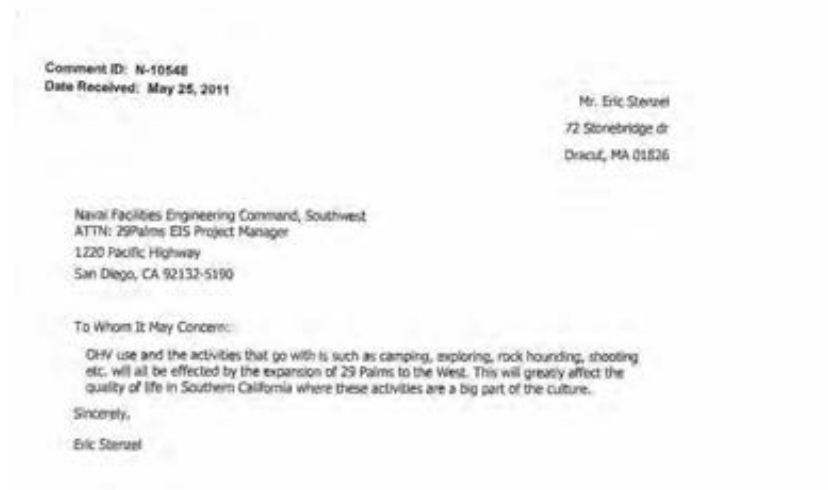 Comment ID: N-10548
Date Received: May 25, 2011
Mr. Eric Stenzel
72 Stonebridge dr
Dracut, MA 01826
Naval Facilities Engineering Command, Southwest
ATTN: 29Palms EIS Project Manager
1220 Pacific Highway
San Diego, CA 92132-5190
To Whom It May Concern:
OHV use and the activities that go with is such as camping, exploring, rock hounding, shooting
etc. will all be effected by the expansion of 29 Palms to the West. This will greatly affect the
quality of life in Southern California where these activities are a big part of the culture.
Sincerely,
Eric Stenzel